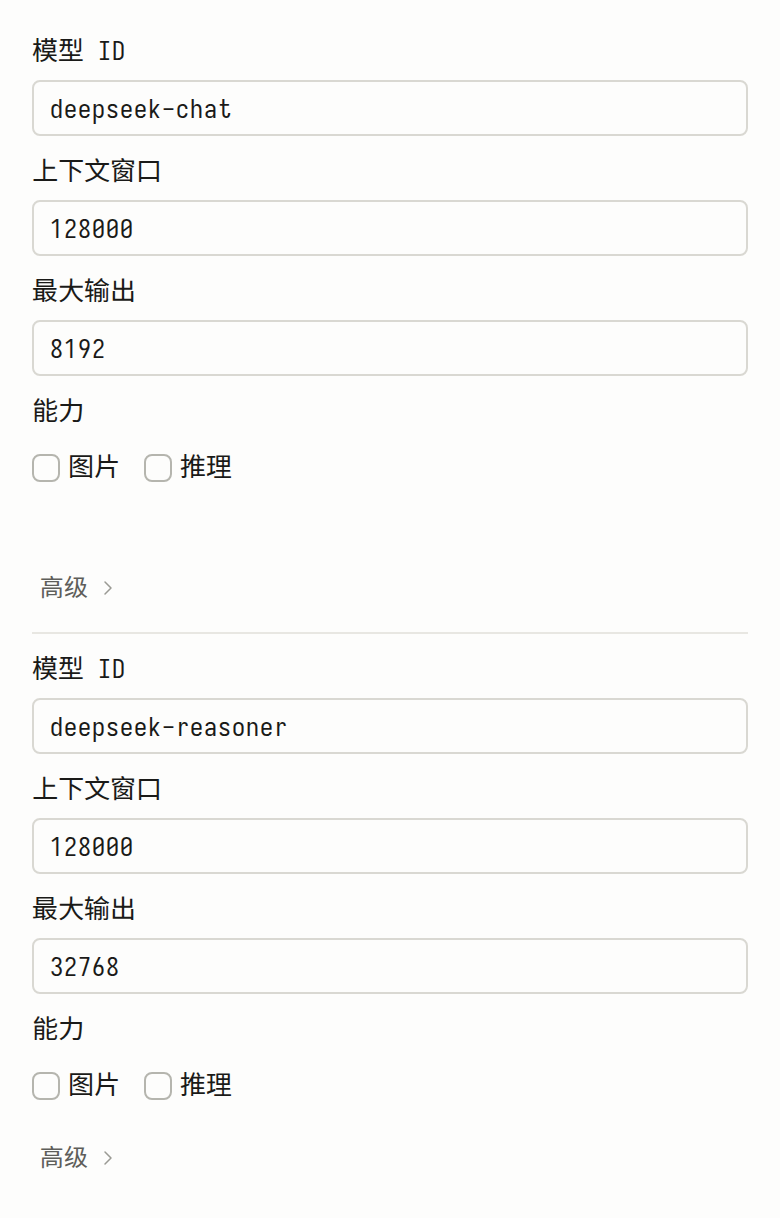 模型 ID
deepseek-chat
上下文窗口
128000
最大输出
8192
能力
图片 推理
高级
模型 ID
deepseek-reasoner
上下文窗口
128000
最大输出
32768
能力
图片 推理
高级